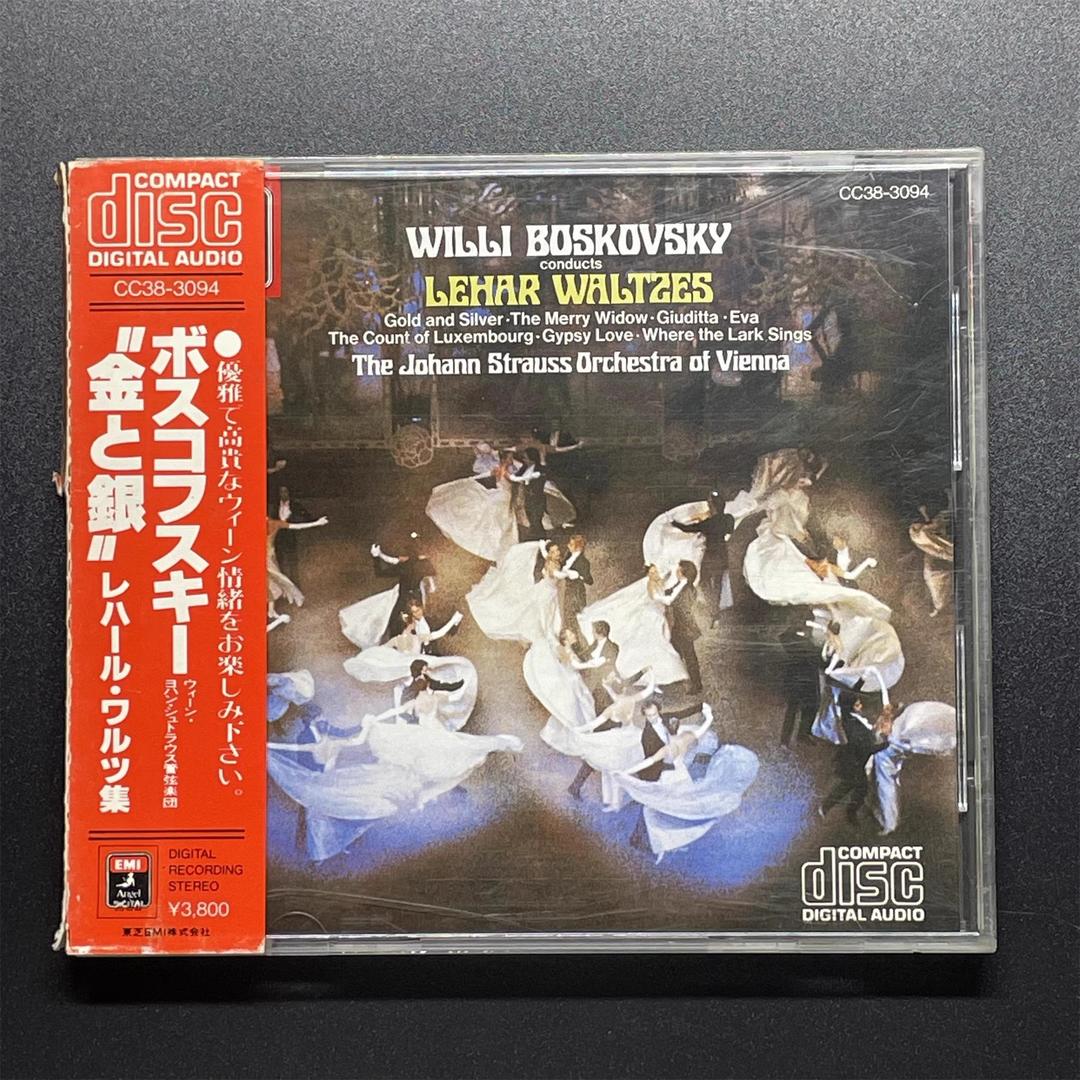 COMPACT
disc
DIGITAL AUDIO
CC38-3094
●優雅で高貴なウィーン情緒をお楽しみ下さい。
ボスコフスキー
ウィーン・
ヨハン・シュトラウス管弦楽団
"金と銀"レハール・ワルツ集
EMI
Angel
DIGITAL
DIGITAL
RECORDING
STEREO
¥3,800
東芝EMI株式会社
CC38-3094
WILLI BOSKOVSKY
conducts
LEHAR WALTZES
Gold and Silver·The Merry Widow·Giuditta·Eva
The Count of Luxembourg·Gypsy Love·Where the Lark Sings
The Johann Strauss Orchestra of Vienna
COMPACT
disc
DIGITAL AUDIO